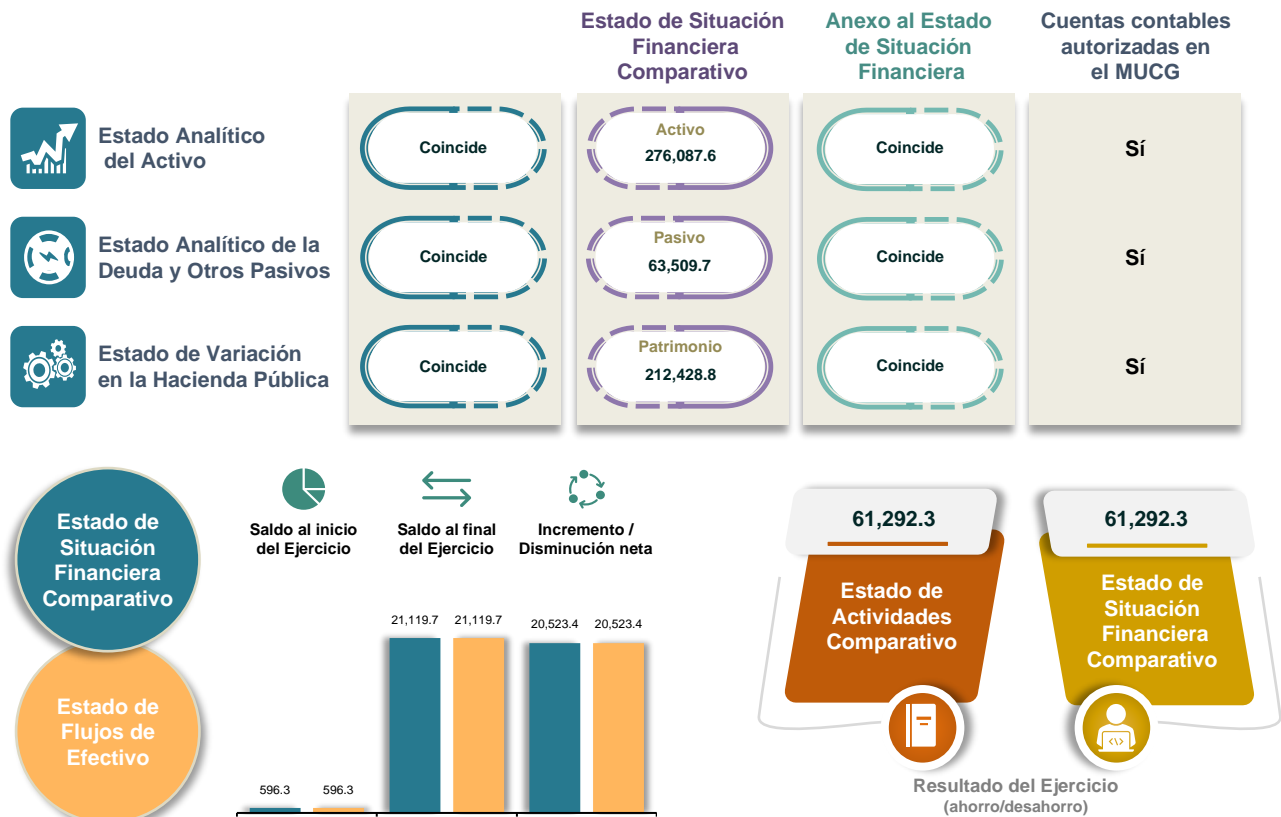 Estado de Situación
Financiera
Comparativo
Anexo al Estado
de Situación
Financiera
Cuentas contables
autorizadas en
el MUCG
Estado Analítico
del Activo
Coincide
Activo
276,087.6
Coincide
Sí
Estado Analítico de la
Deuda y Otros Pasivos
Coincide
Pasivo
63,509.7
Coincide
Sí
Estado de Variación
en la Hacienda Pública
Coincide
Patrimonio
212,428.8
Coincide
Sí
Estado de
Situación
Financiera
Comparativo
Estado de
Flujos de
Efectivo
Saldo al inicio
del Ejercicio
Saldo al final
del Ejercicio
Incremento /
Disminución neta
596.3
596.3
21,119.7
21,119.7
20,523.4
20,523.4
61,292.3
Estado de
Actividades
Comparativo
61,292.3
Estado de
Situación
Financiera
Comparativo
Resultado del Ejercicio
(ahorro/desahorro)